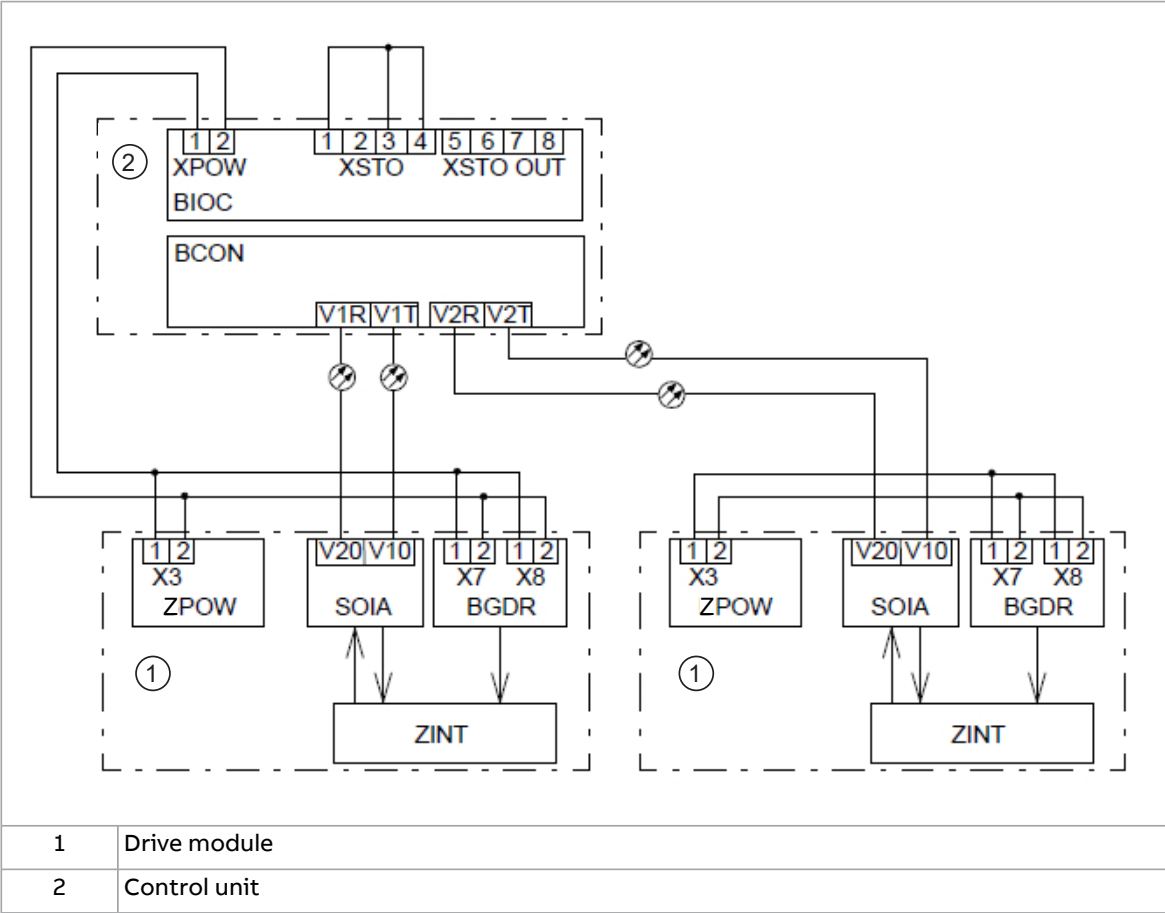 1 2 1 2 3 4 5 6 7 8
2 XPOW XSTO XSTO OUT
BIOC
BCON
V1R V1T V2R V2T
1 2 V20 V10 1 2 1 2 1 2 V20 V10 1 2 1 2
X3 X7 X8 X3 X7 X8
ZPOW SOIA BGDR ZPOW SOIA BGDR
1 1
ZINT ZINT
1 Drive module
2 Control unit